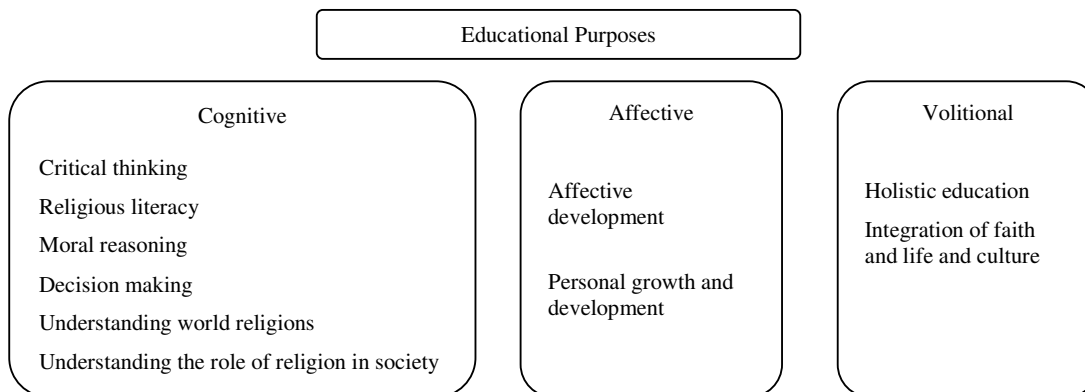 Educational Purposes
Cognitive
Critical thinking
Religious literacy
Moral reasoning
Decision making
Understanding world religions
Understanding the role of religion in society
Affective
Affective
development
Personal growth and
development
Volitional
Holistic education
Integration of faith
and life and culture